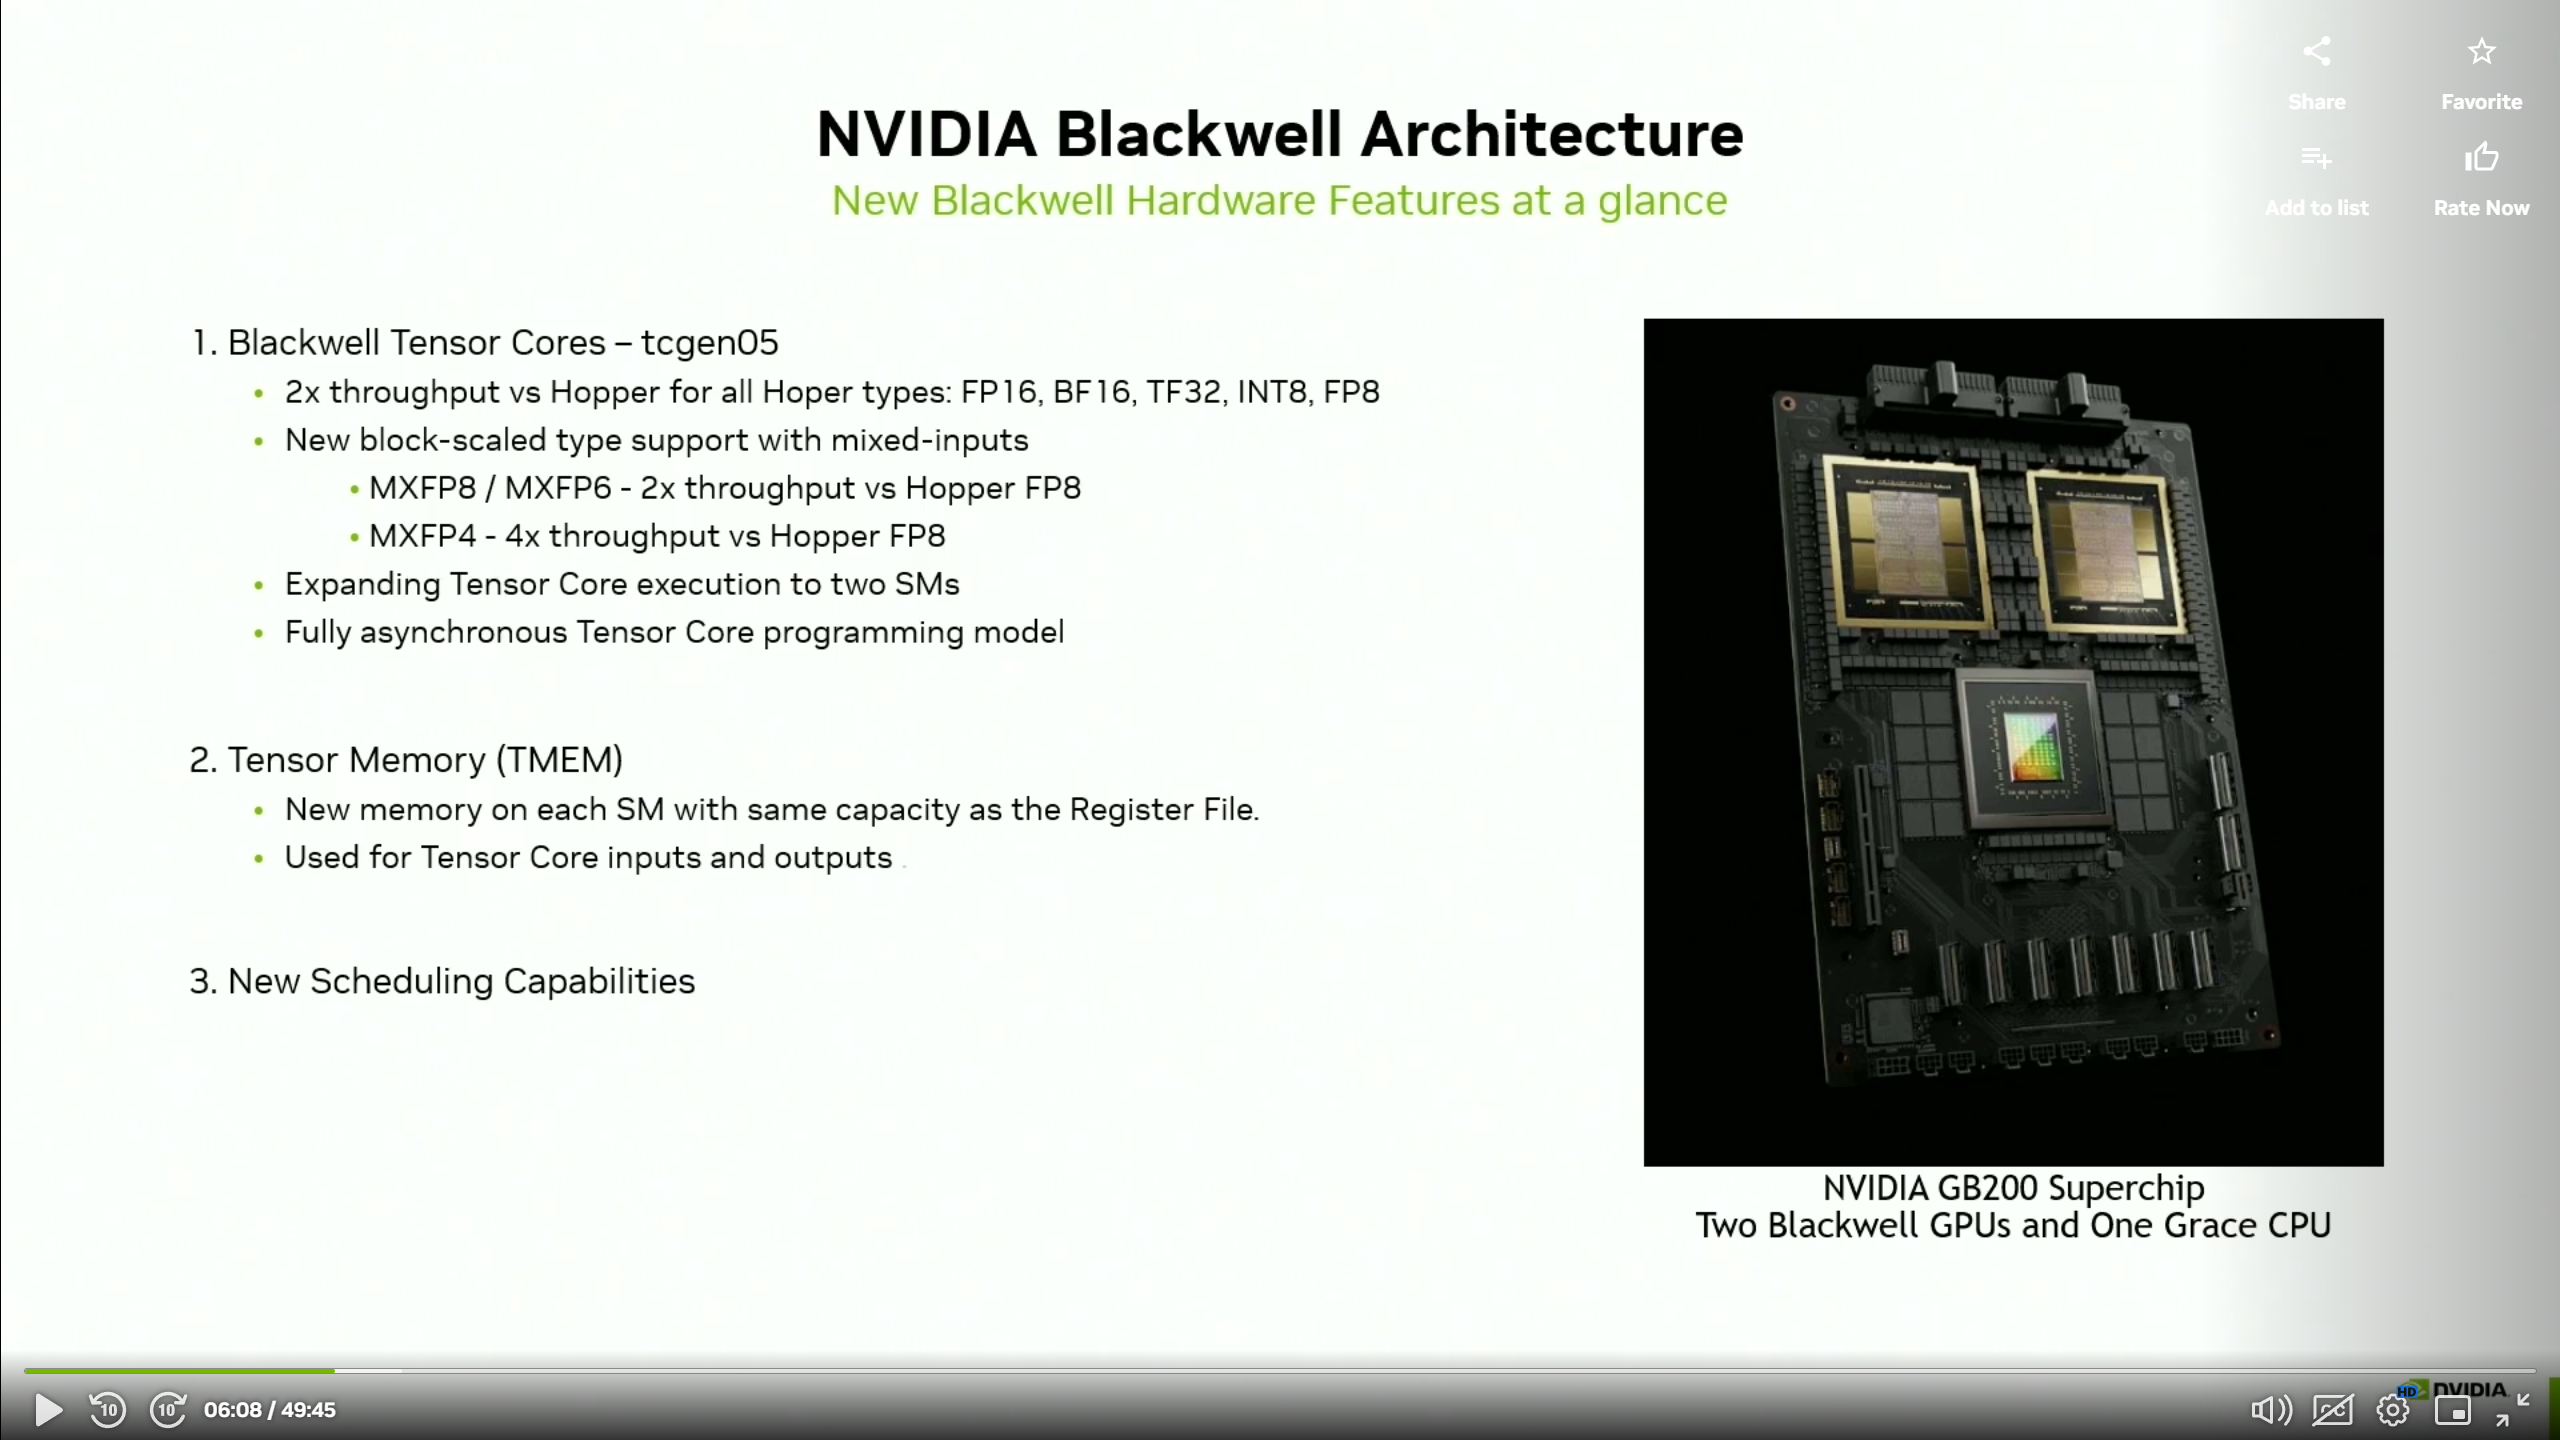 Share
Favorite
Add to list
Rate Now
NVIDIA Blackwell Architecture
New Blackwell Hardware Features at a glance
1. Blackwell Tensor Cores – tcgen05
• 2x throughput vs Hopper for all Hoper types: FP16, BF16, TF32, INT8, FP8
• New block-scaled type support with mixed-inputs
• MXFP8 / MXFP6 - 2x throughput vs Hopper FP8
• MXFP4 - 4x throughput vs Hopper FP8
• Expanding Tensor Core execution to two SMs
• Fully asynchronous Tensor Core programming model
2. Tensor Memory (TMEM)
• New memory on each SM with same capacity as the Register File.
• Used for Tensor Core inputs and outputs
3. New Scheduling Capabilities
NVIDIA GB200 Superchip
Two Blackwell GPUs and One Grace CPU
10
10
06:08 / 49:45
CC
HD
NVIDIA